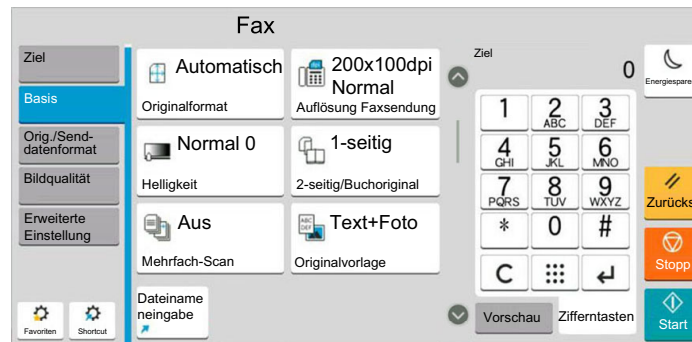 Fax
Ziel
Basis
Orig./Send-
datenformat
Bildqualität
Erweiterte
Einstellung
Favoriten
Shortcut
Automatisch
Originalformat
200x100dpi
Normal
Auflösung Faxsendung
Normal 0
Helligkeit
1-seitig
2-seitig/Buchoriginal
Aus
Mehrfach-Scan
ABC
DEF
Text+Foto
Originalvorlage
Dateiname
neingabe
Ziel
0
1
2
ABC
3
DEF
4
GHI
5
JKL
6
MNO
7
PQRS
8
TUV
9
WXYZ
*
0
#
C
Vorschau
Zifferntasten
Energiespare
Zurücks
Stopp
Start